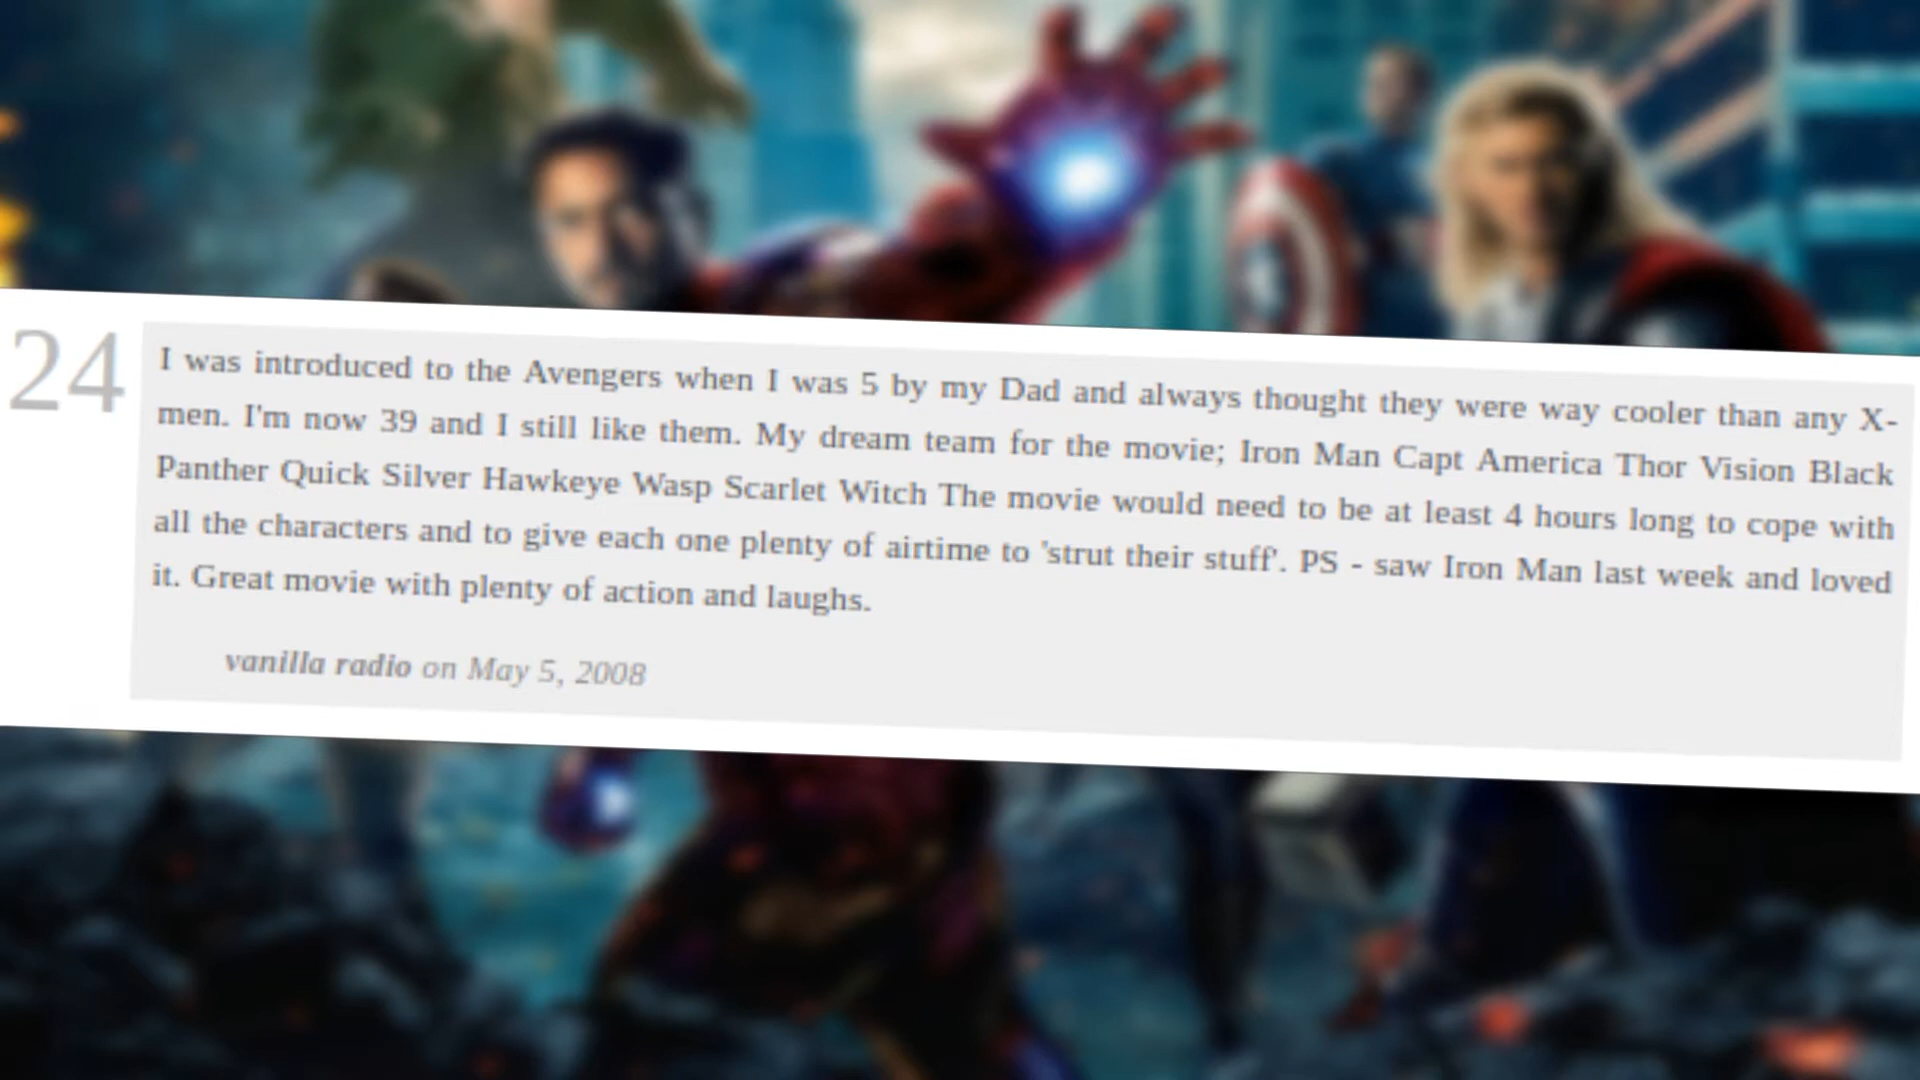 24
I was introduced to the Avengers when I was 5 by my Dad and always thought they were way cooler than any X-
men. I'm now 39 and I still like them. My dream team for the movie; Iron Man Capt America Thor Vision Black
Panther Quick Silver Hawkeye Wasp Scarlet Witch The movie would need to be at least 4 hours long to cope with
all the characters and to give each one plenty of airtime to 'strut their stuff'. PS - saw Iron Man last week and loved
it. Great movie with plenty of action and laughs.
vanilla radio on May 5, 2008